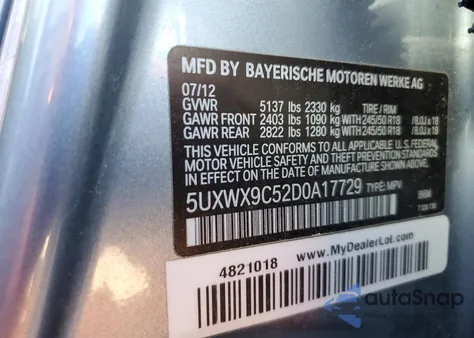 MFD BY BAYERISCHE MOTOREN WERKE AG
07/12
GVWR 5137 lbs 2330 kg TIRE / RIM
GAWR FRONT 2403 lbs 1090 kg WITH 245/50 R18 /8.0J x 18
GAWR REAR 2822 lbs 1280 kg WITH 245/50 R18 /8.0J x 18
THIS VEHICLE CONFORMS TO ALL APPLICABLE U.S. FEDERAL
MOTOR VEHICLE SAFETY STANDARDS
IN EFFECT ON THE DATE OF MANUFACTURE SHOWN ABOVE.
5UXWX9C52D0A17729 TYPE: MPV
4821018
www.MyDealerLot.com
autoSnap